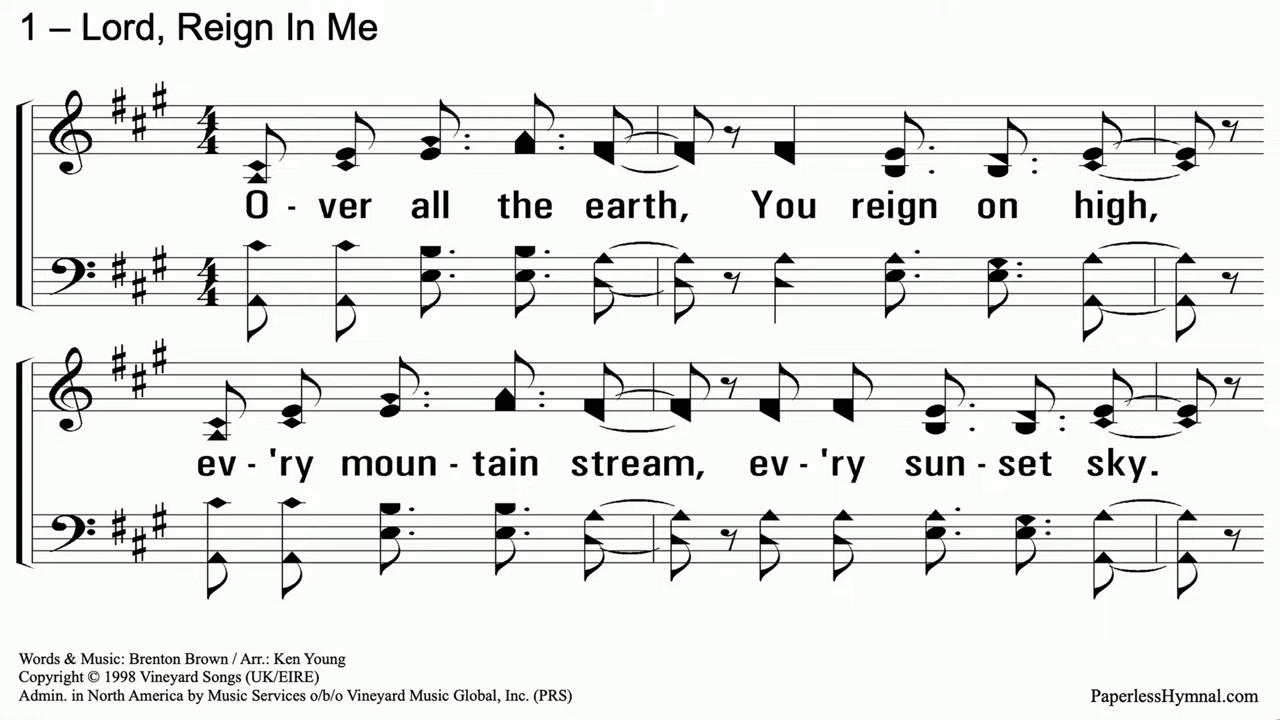 1 – Lord, Reign In Me
4/4
O - ver all the earth, You reign on high,
ev - 'ry moun - tain stream, ev - 'ry sun - set sky.
Words & Music: Brenton Brown / Arr.: Ken Young
Copyright © 1998 Vineyard Songs (UK/EIRE)
Admin. in North America by Music Services o/b/o Vineyard Music Global, Inc. (PRS)
PaperlessHymnal.com